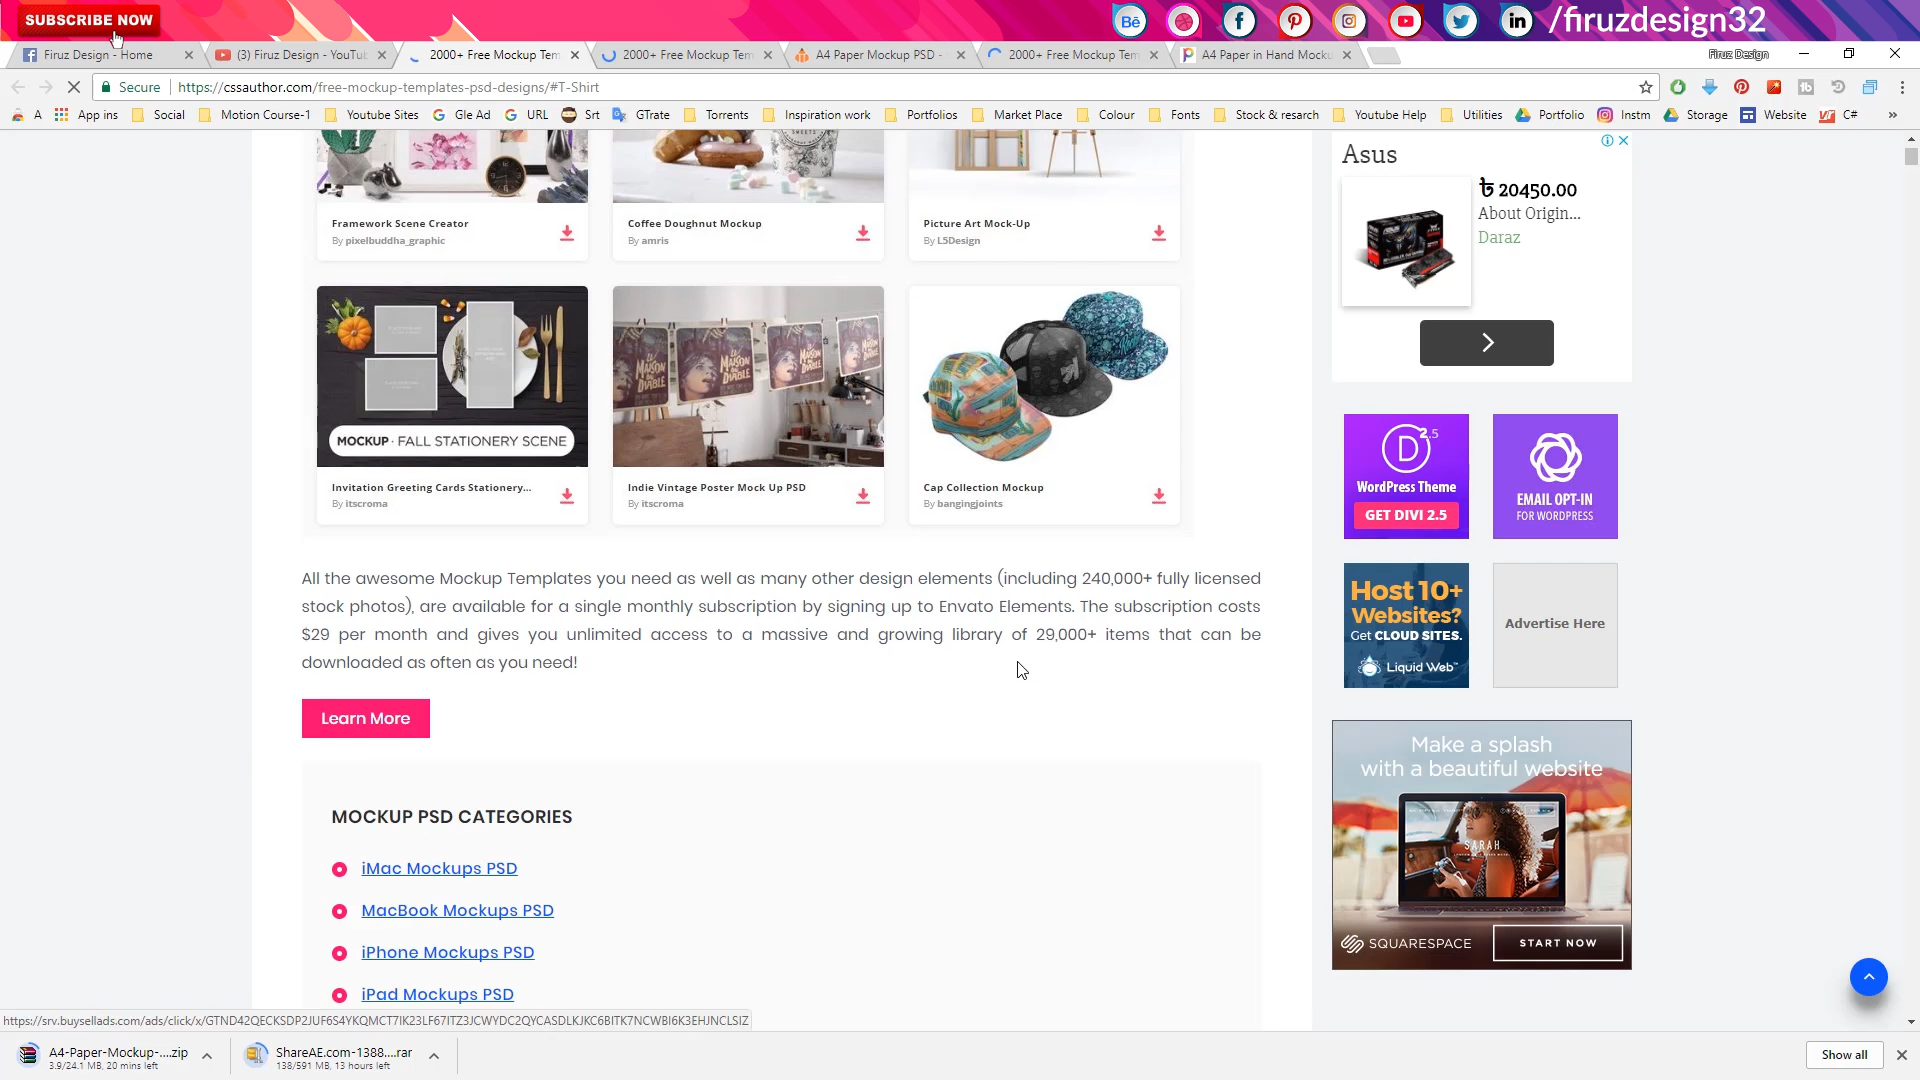 SUBSCRIBE NOW
/firuzdesign32
Firuz Design - Home
(3) Firuz Design - YouTub
2000+ Free Mockup Tem
2000+ Free Mockup Tem
A4 Paper Mockup PSD -
2000+ Free Mockup Tem
A4 Paper in Hand Mocku
Firuz Design
Secure
https://cssauthor.com/free-mockup-templates-psd-designs/#T-Shirt
A
App ins
Social
Motion Course-1
Youtube Sites
Gle Ad
URL
Srt
GTrate
Torrents
Inspiration work
Portfolios
Market Place
Colour
Fonts
Stock & resarch
Youtube Help
Utilities
Portfolio
Instm
Storage
Website
C#
»
Framework Scene Creator
By pixelbuddha_graphic
Coffee Doughnut Mockup
By amris
Picture Art Mock-Up
By L5Design
MOCKUP · FALL STATIONERY SCENE
Invitation Greeting Cards Stationery...
By itscroma
Indie Vintage Poster Mock Up PSD
By itscroma
Cap Collection Mockup
By bangingjoints
All the awesome Mockup Templates you need as well as many other design elements (including 240,000+ fully licensed
stock photos), are available for a single monthly subscription by signing up to Envato Elements. The subscription costs
$29 per month and gives you unlimited access to a massive and growing library of 29,000+ items that can be
downloaded as often as you need!
Learn More
MOCKUP PSD CATEGORIES
iMac Mockups PSD
MacBook Mockups PSD
iPhone Mockups PSD
iPad Mockups PSD
Asus
৳ 20450.00
About Origin...
Daraz
D 2.5
WordPress Theme
GET DIVI 2.5
EMAIL OPT-IN
FOR WORDPRESS
Host 10+
Websites?
Get CLOUD SITES.
Liquid Web™
Advertise Here
Make a splash
with a beautiful website
SARAH
SQUARESPACE
START NOW
https://srv.buysellads.com/ads/click/x/GTND42QECKSDP2JUF6S4YKQMCT7IK23LF67ITZ3JCWYDC2QYCASDLKJKC6BITK7NCWBI6K3EHJNCLSIZ
A4-Paper-Mockup-....zip
3.9/24.1 MB, 20 mins left
ShareAE.com-1388....rar
138/591 MB, 13 hours left
Show all